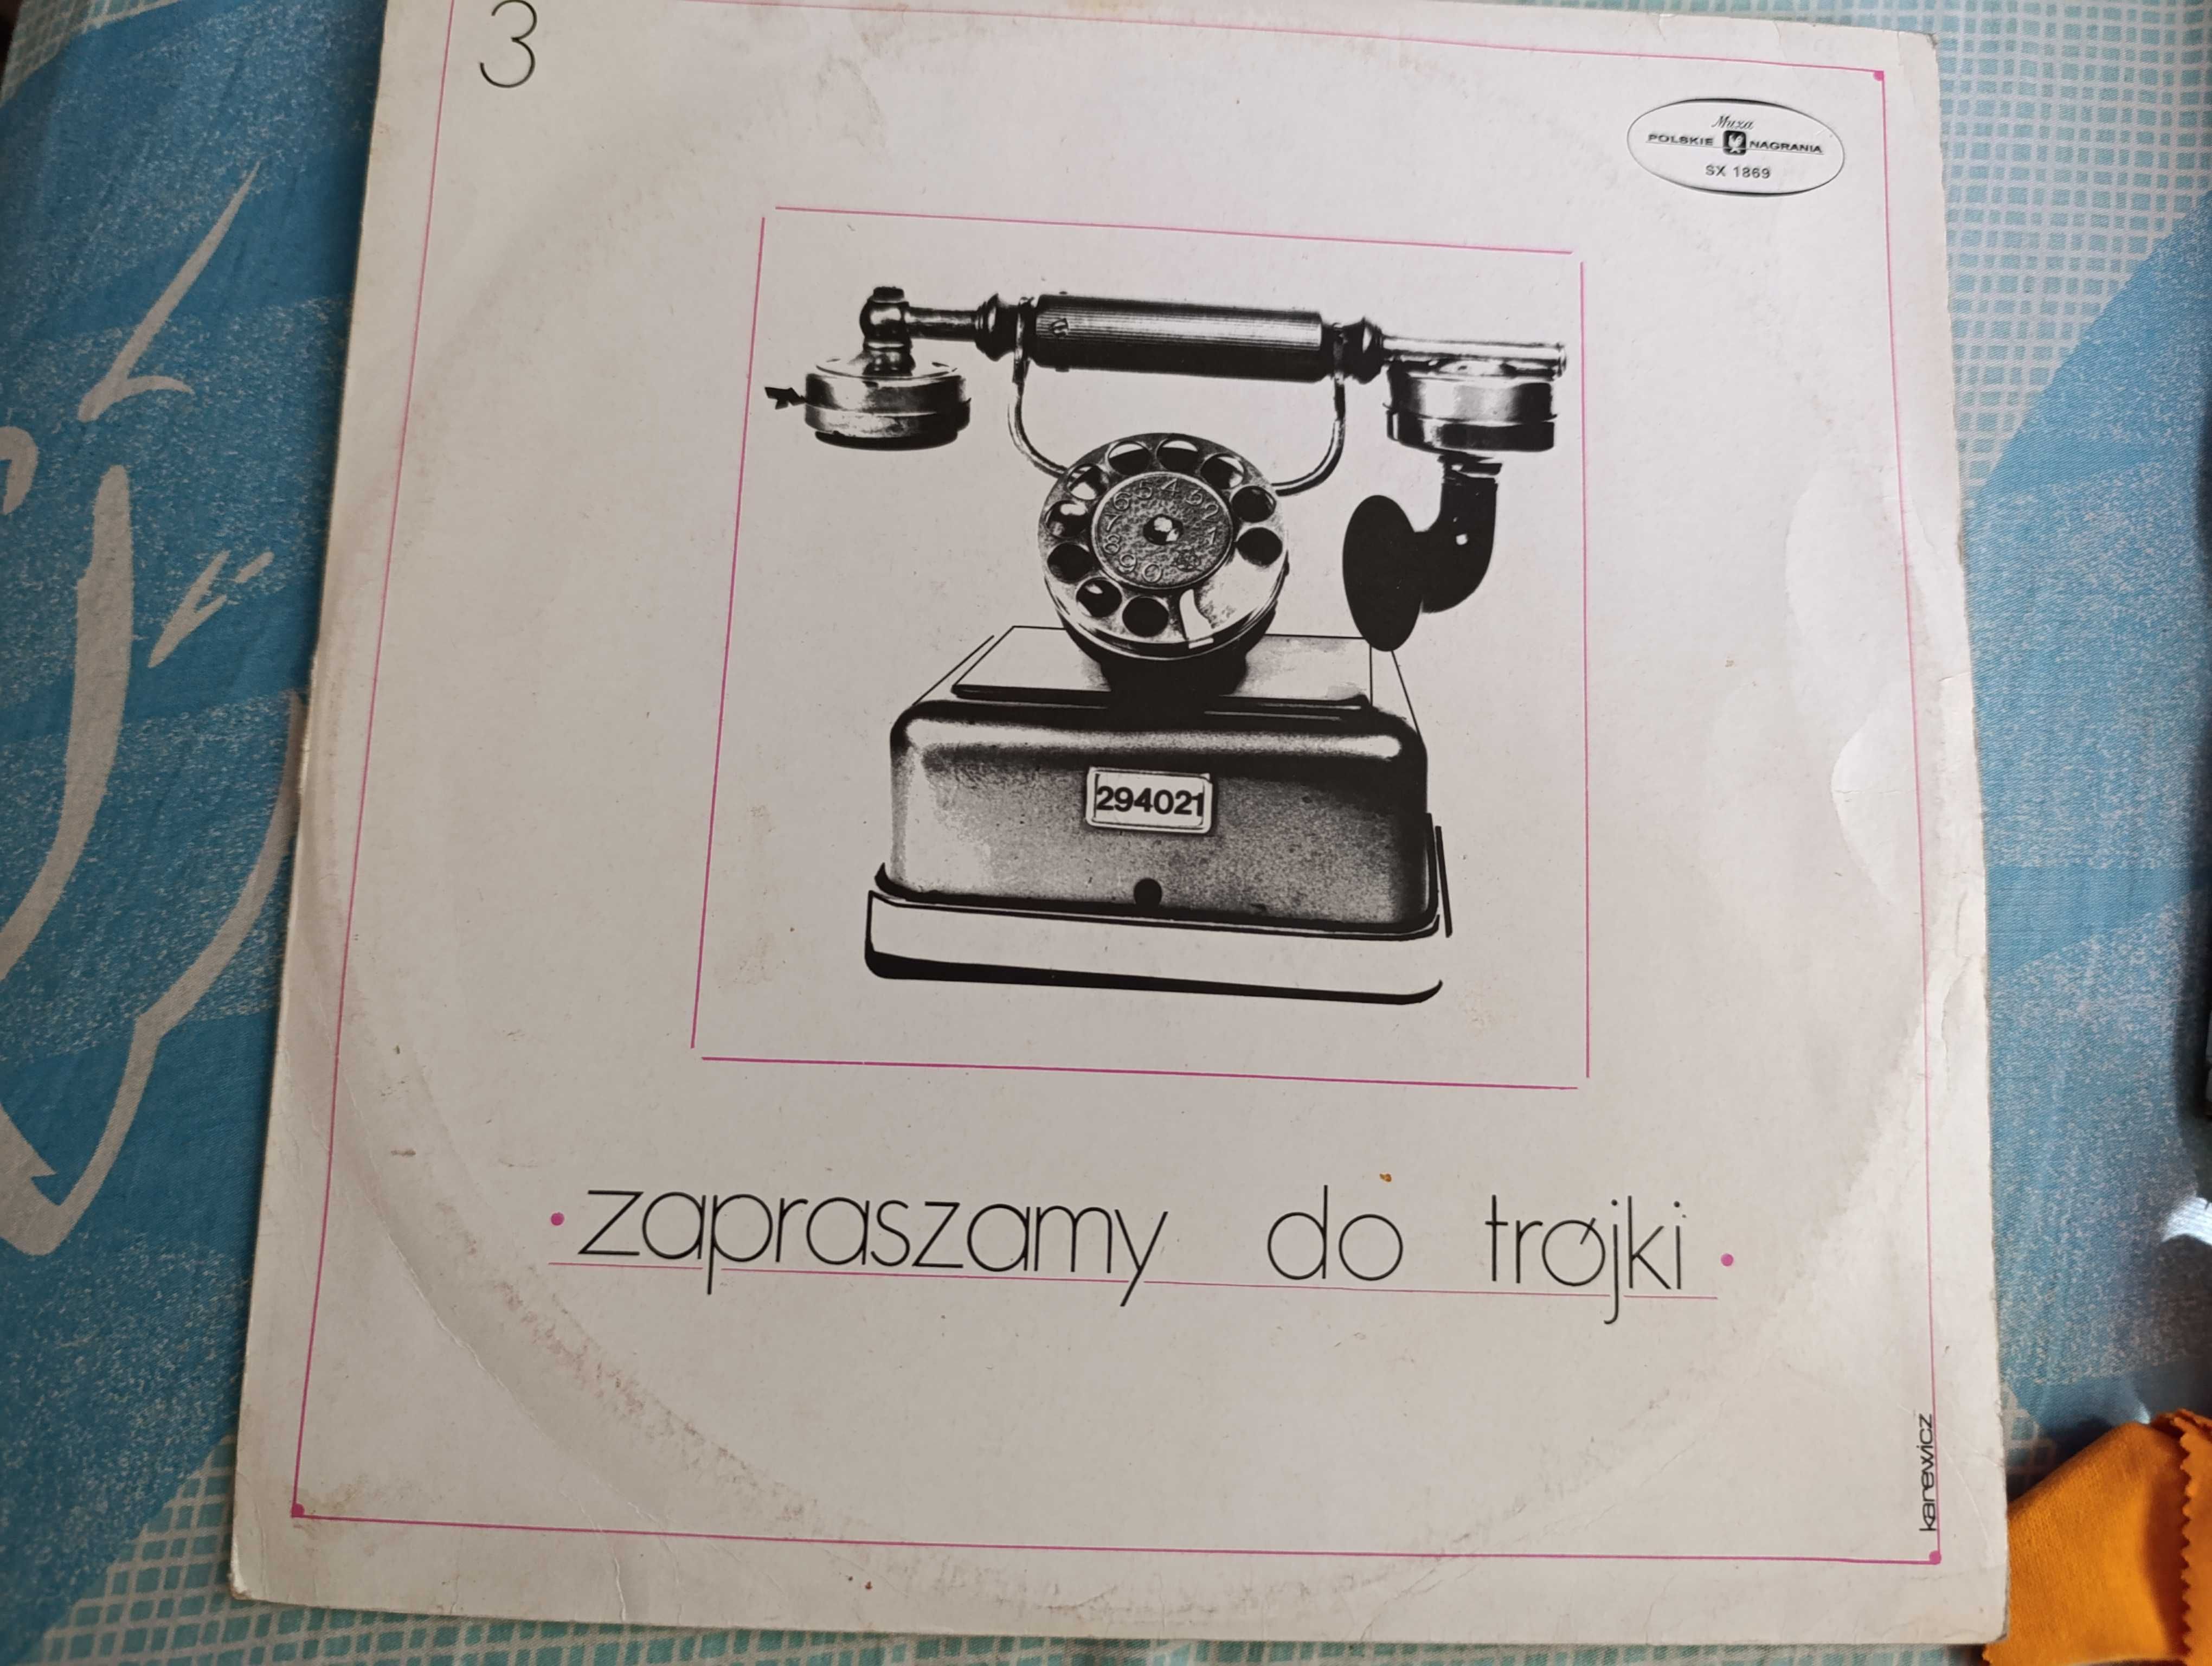 3
Muza
POLSKIE NAGRANIA
SX 1869
294021
zapraszamy do trójki
karewicz